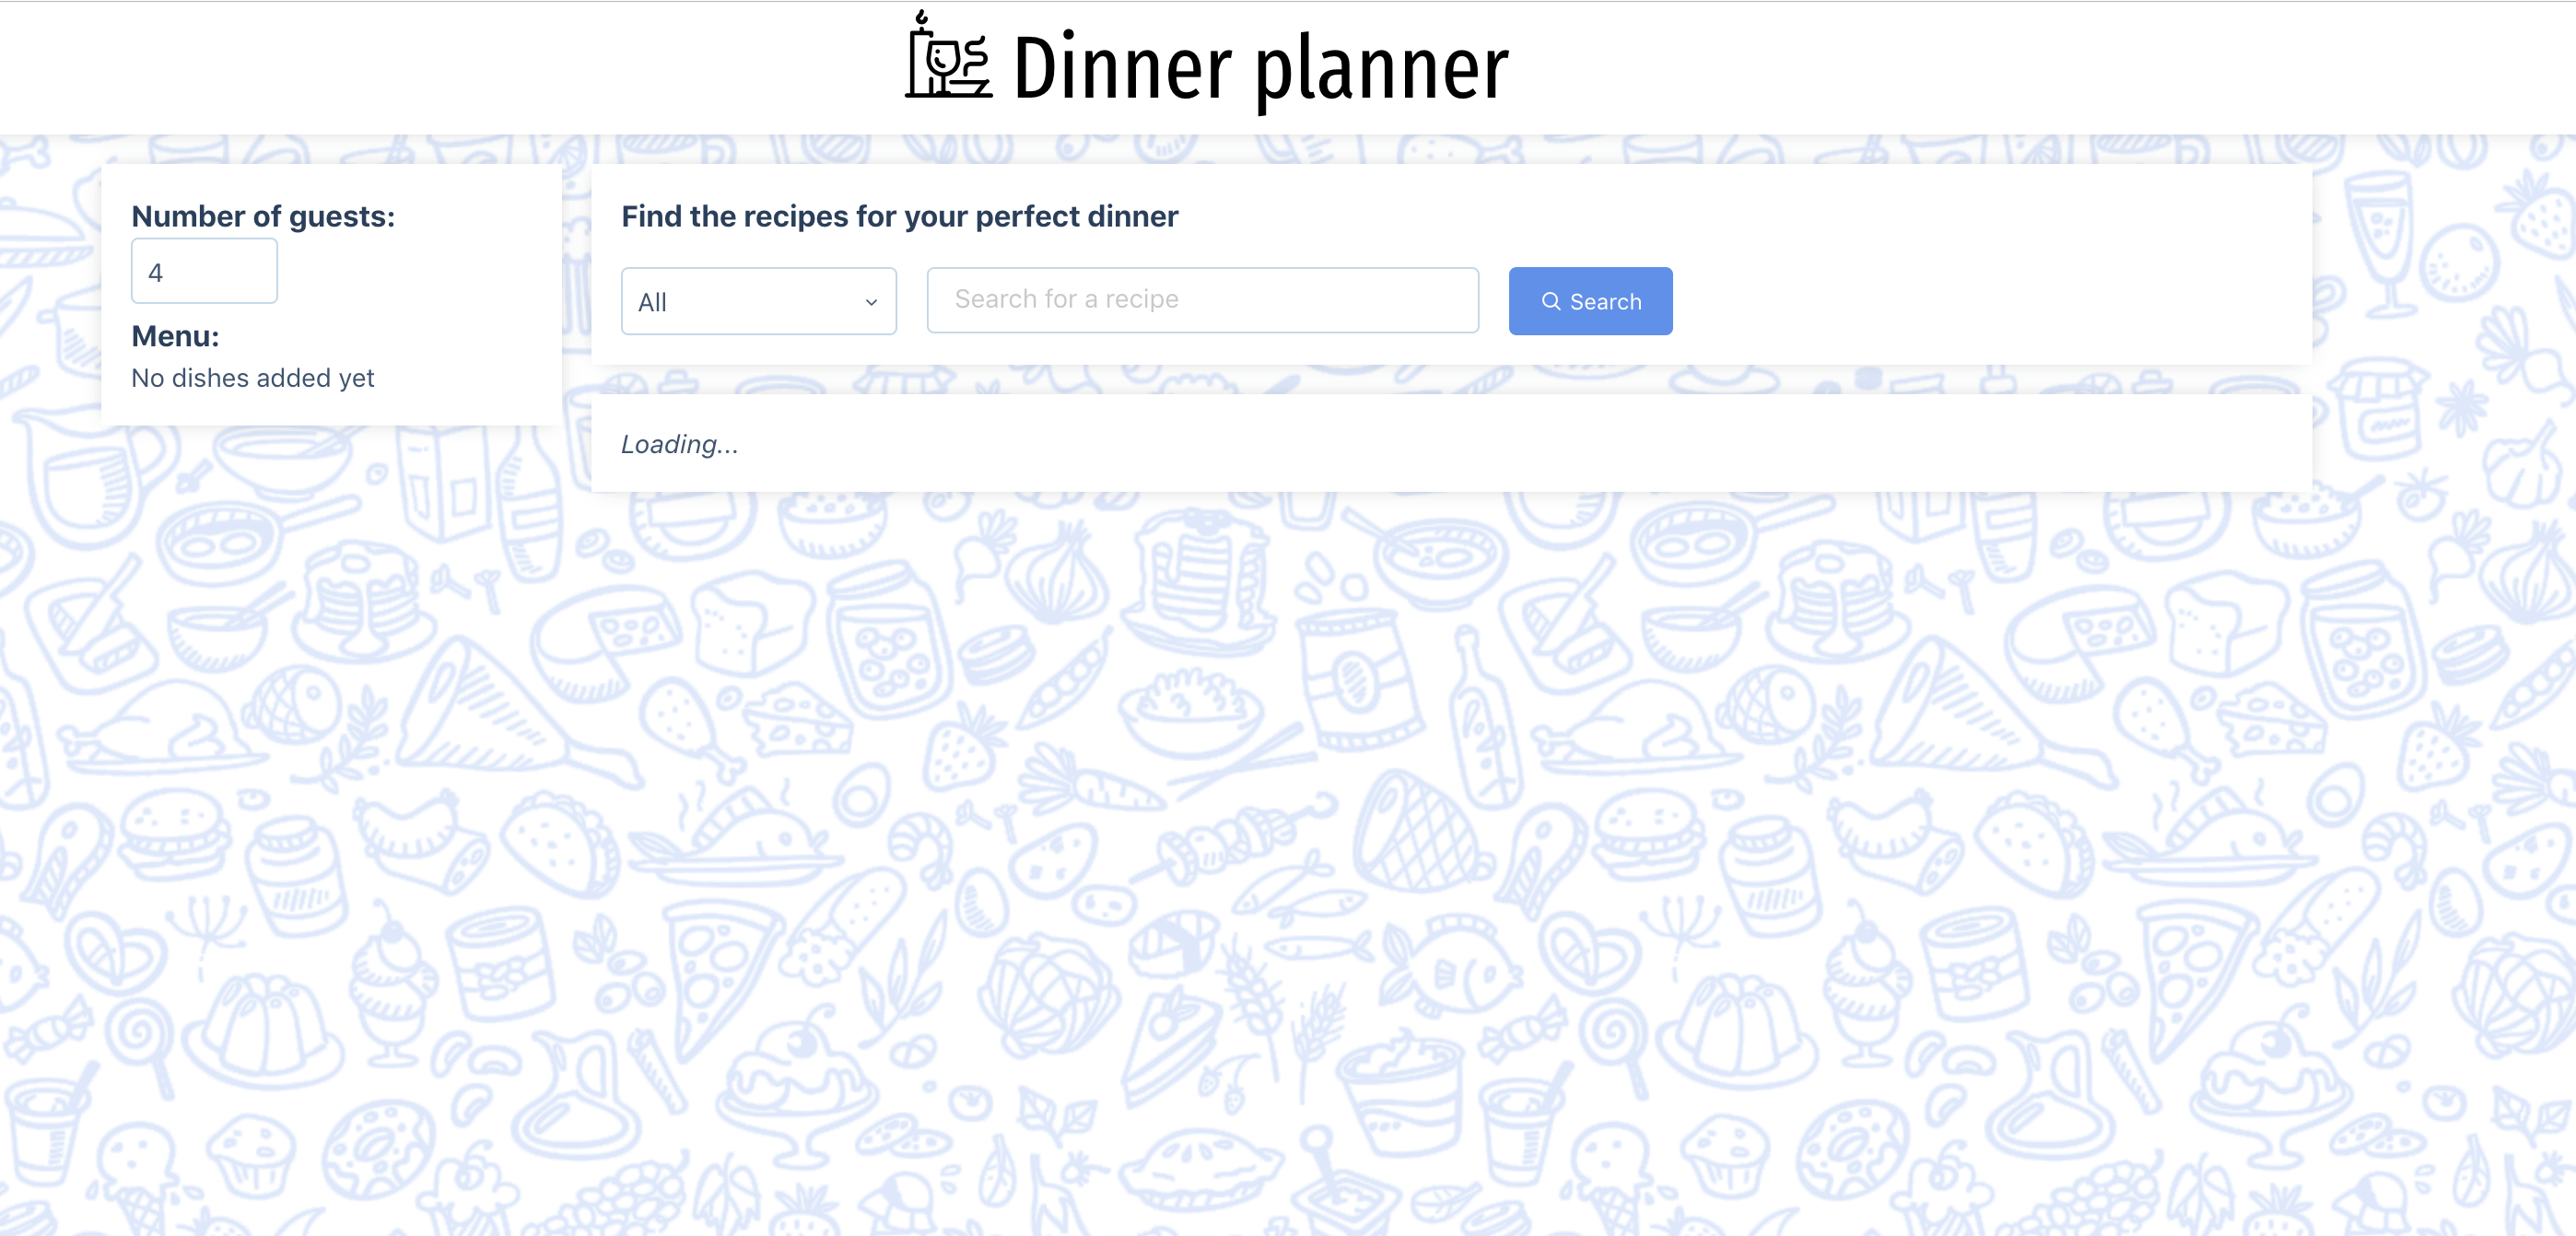 Dinner planner
Number of guests:
4
Menu:
No dishes added yet
Find the recipes for your perfect dinner
All
Search for a recipe
Search
Loading...